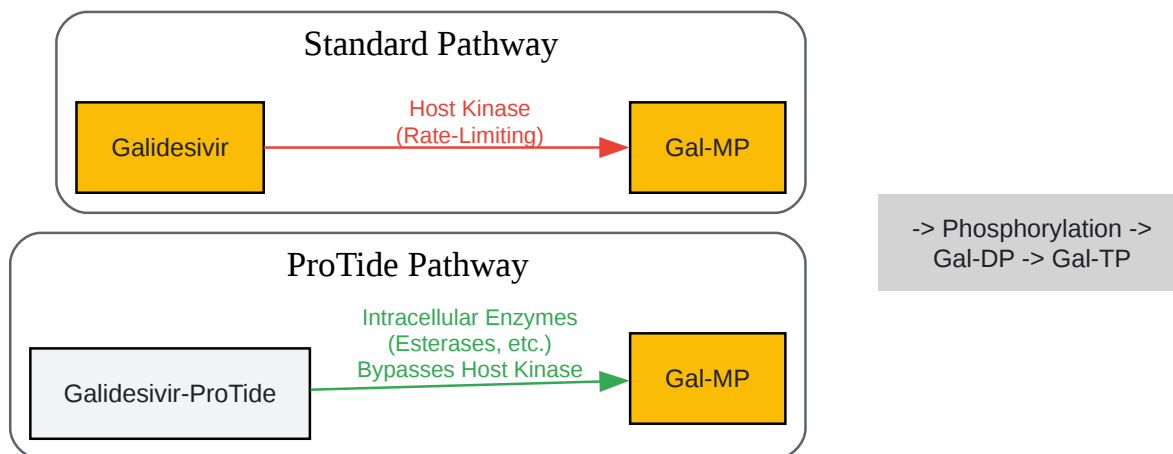 Standard Pathway
Galidesivir
Host Kinase
(Rate-Limiting)
Gal-MP
ProTide Pathway
Galidesivir-ProTide
Intracellular Enzymes
(Esterases, etc.)
Bypasses Host Kinase
Gal-MP
-> Phosphorylation ->
Gal-DP -> Gal-TP